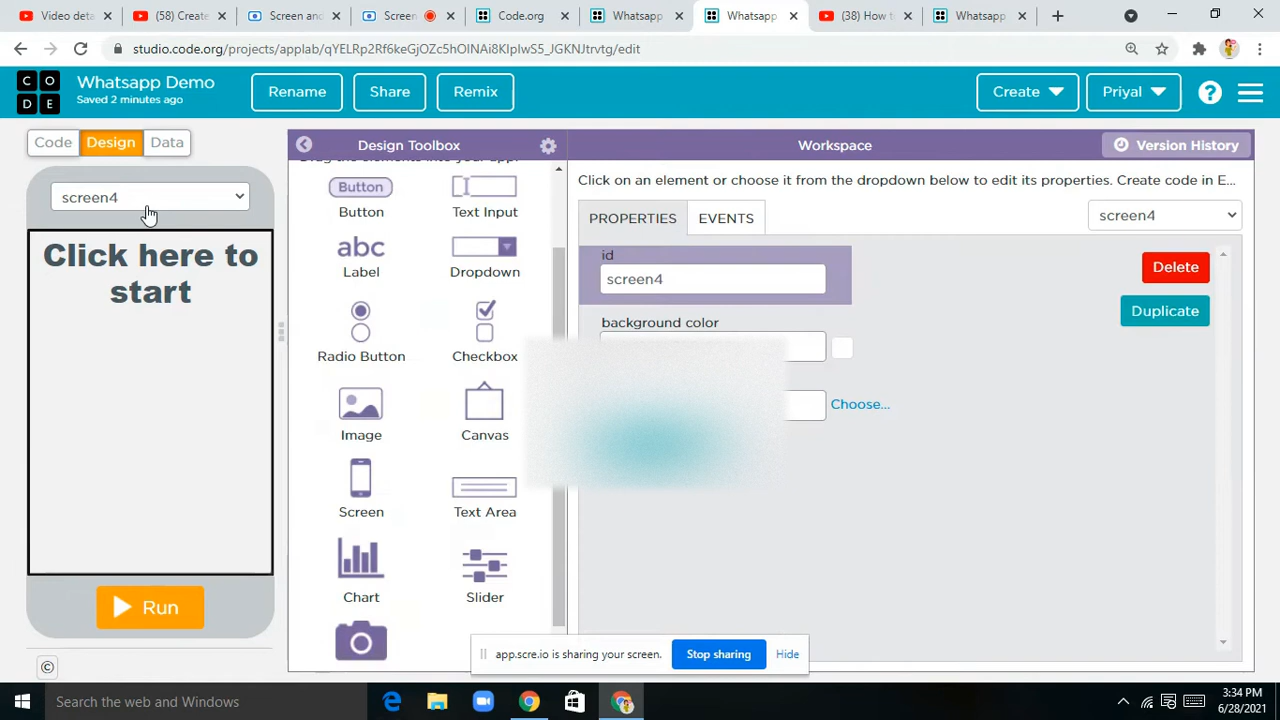 Video deta
(58) Create
Screen and
Screen
Code.org
Whatsapp
Whatsapp
(38) How t
Whatsapp
studio.code.org/projects/applab/
CODE
Whatsapp Demo
Saved 2 minutes ago
Rename
Share
Remix
Create
Priyal
?
Code
Design
Data
Design Toolbox
Workspace
Version History
screen4
Click here to
start
Run
©
Button
Button
Text Input
abc
Label
Dropdown
Radio Button
Checkbox
Image
Canvas
Screen
Text Area
Chart
Slider
Click on an element or choose it from the dropdown below to edit its properties. Create code in E...
PROPERTIES
EVENTS
screen4
id
screen4
Delete
background color
Duplicate
Choose...
app.scre.io is sharing your screen.
Stop sharing
Hide
Search the web and Windows
3:34 PM
6/28/2021